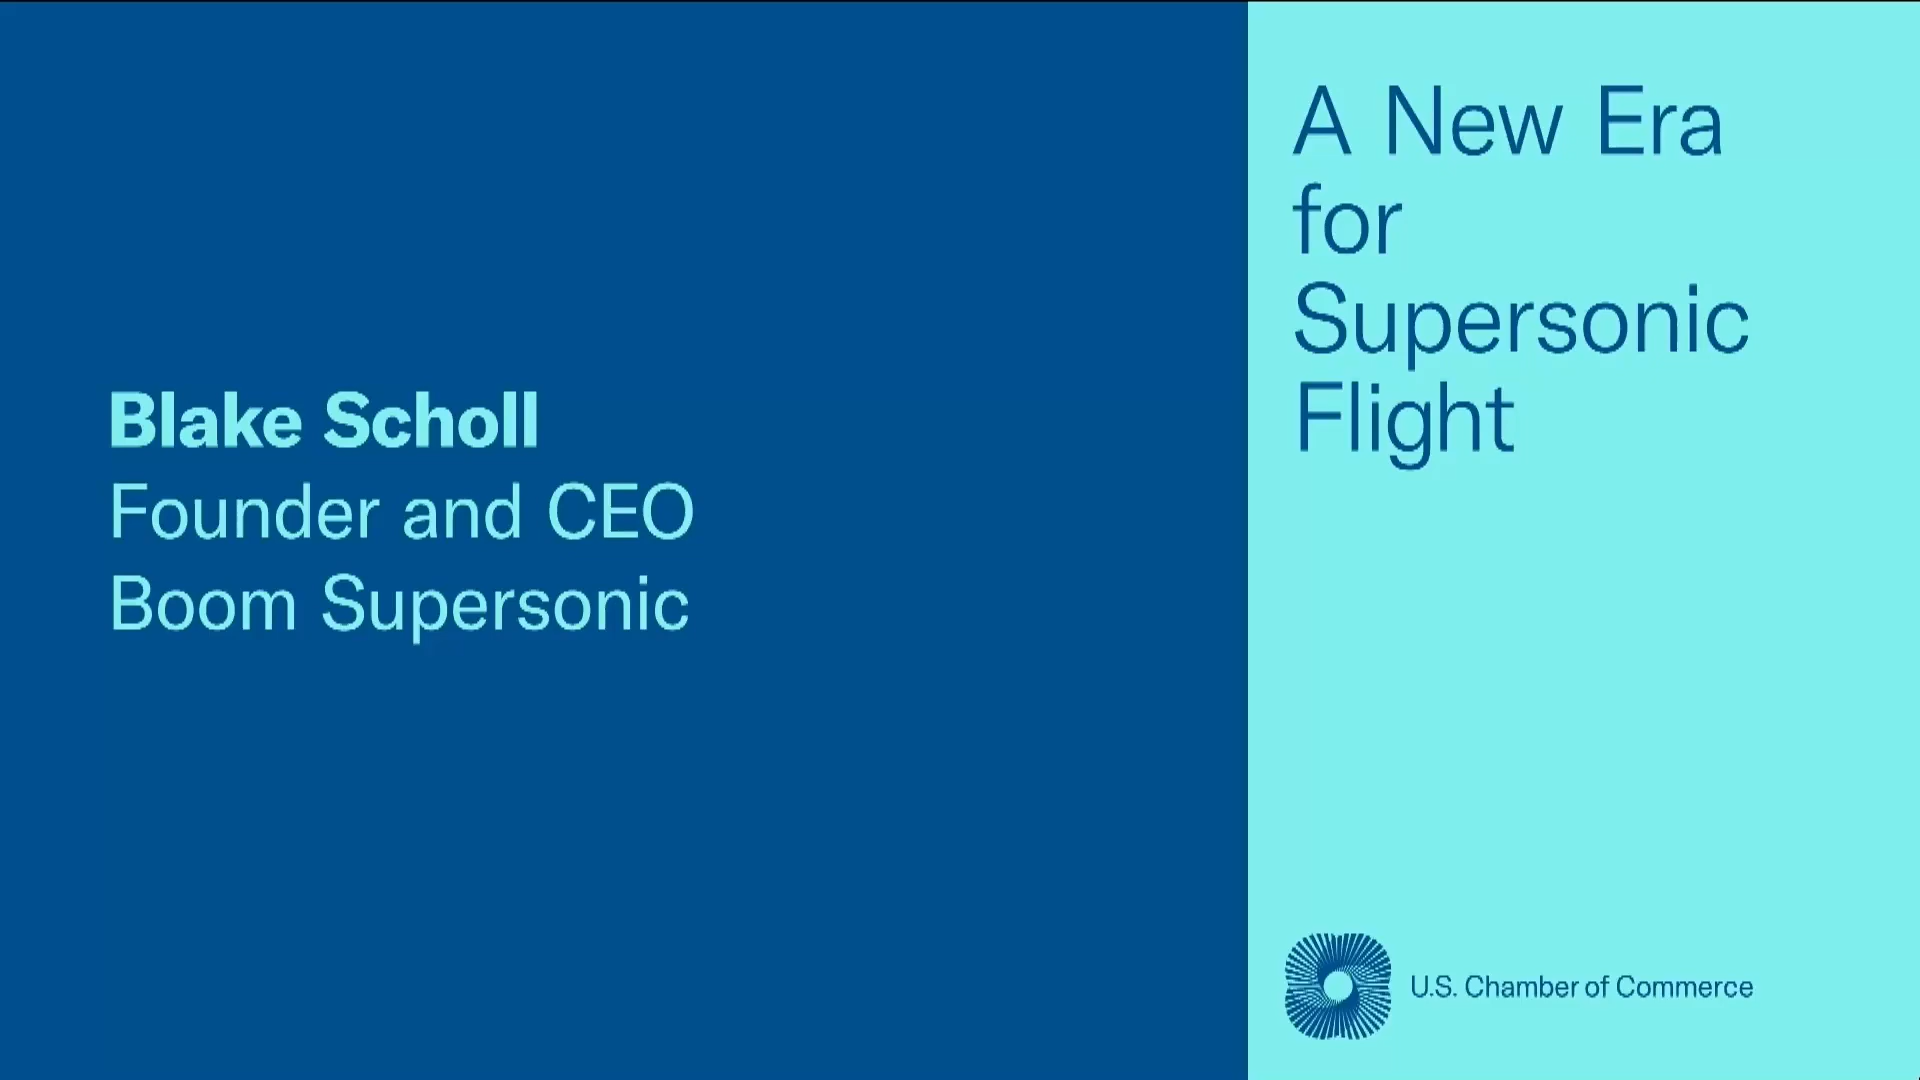 Blake Scholl
Founder and CEO
Boom Supersonic
A New Era
for
Supersonic
Flight
U.S. Chamber of Commerce